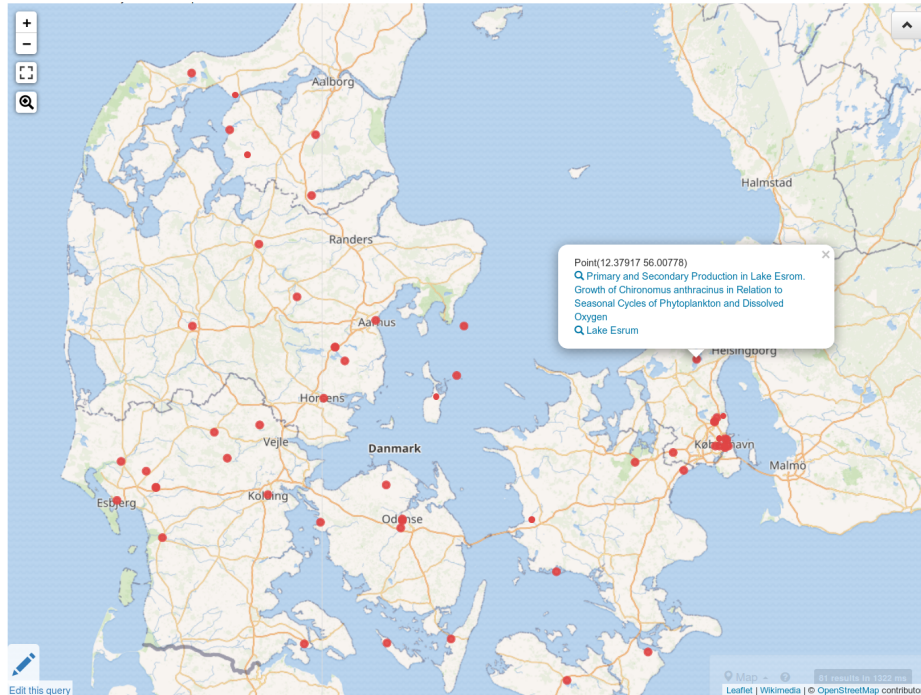 +
−
Aalborg
Halmstad
Randers
Point(12.37917 56.00778)
×
Primary and Secondary Production in Lake Esrom.
Growth of Chironomus anthracinus in Relation to
Seasonal Cycles of Phytoplankton and Dissolved
Oxygen
Lake Esrum
Aarhus
Helsingborg
Horsens
Danmark
Vejle
København
Malmö
Esbjerg
Kolding
Odense
Map
81 results in 1322 ms
Edit this query
Leaflet | Wikimedia | © OpenStreetMap contribut